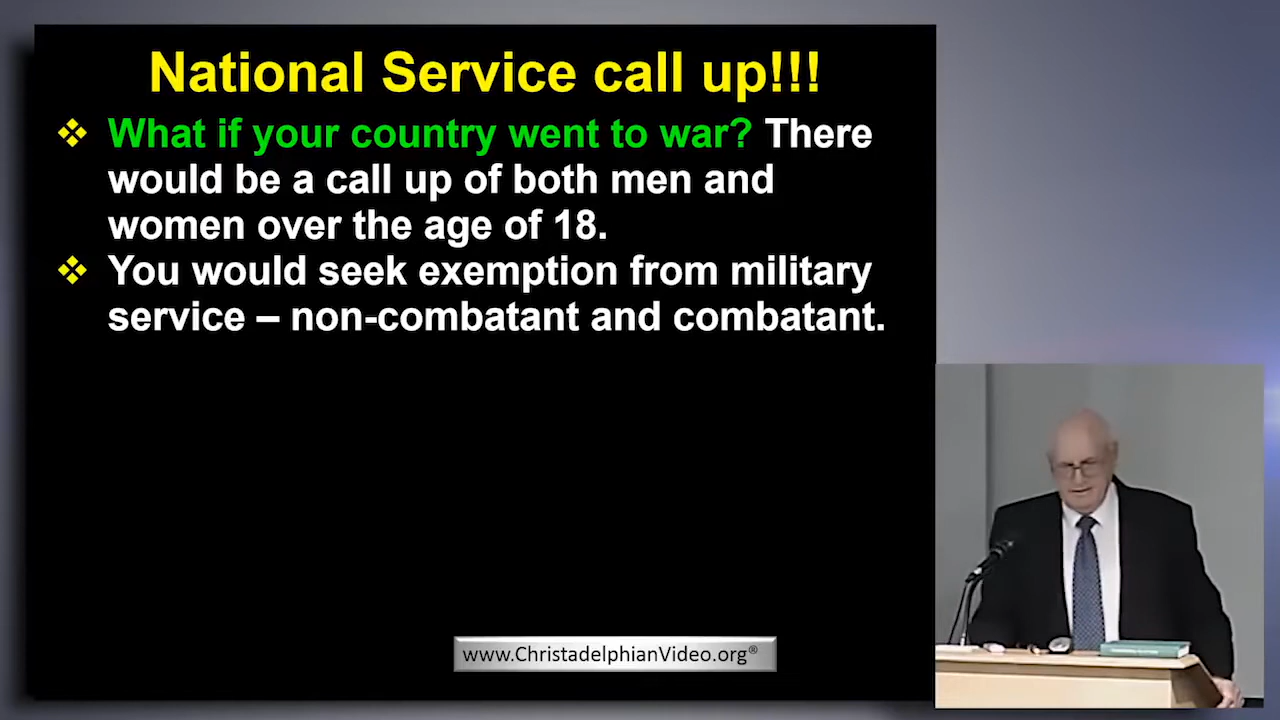 National Service call up!!!
❖ What if your country went to war? There
would be a call up of both men and
women over the age of 18.
❖ You would seek exemption from military
service – non-combatant and combatant.
www.ChristadelphianVideo.org®